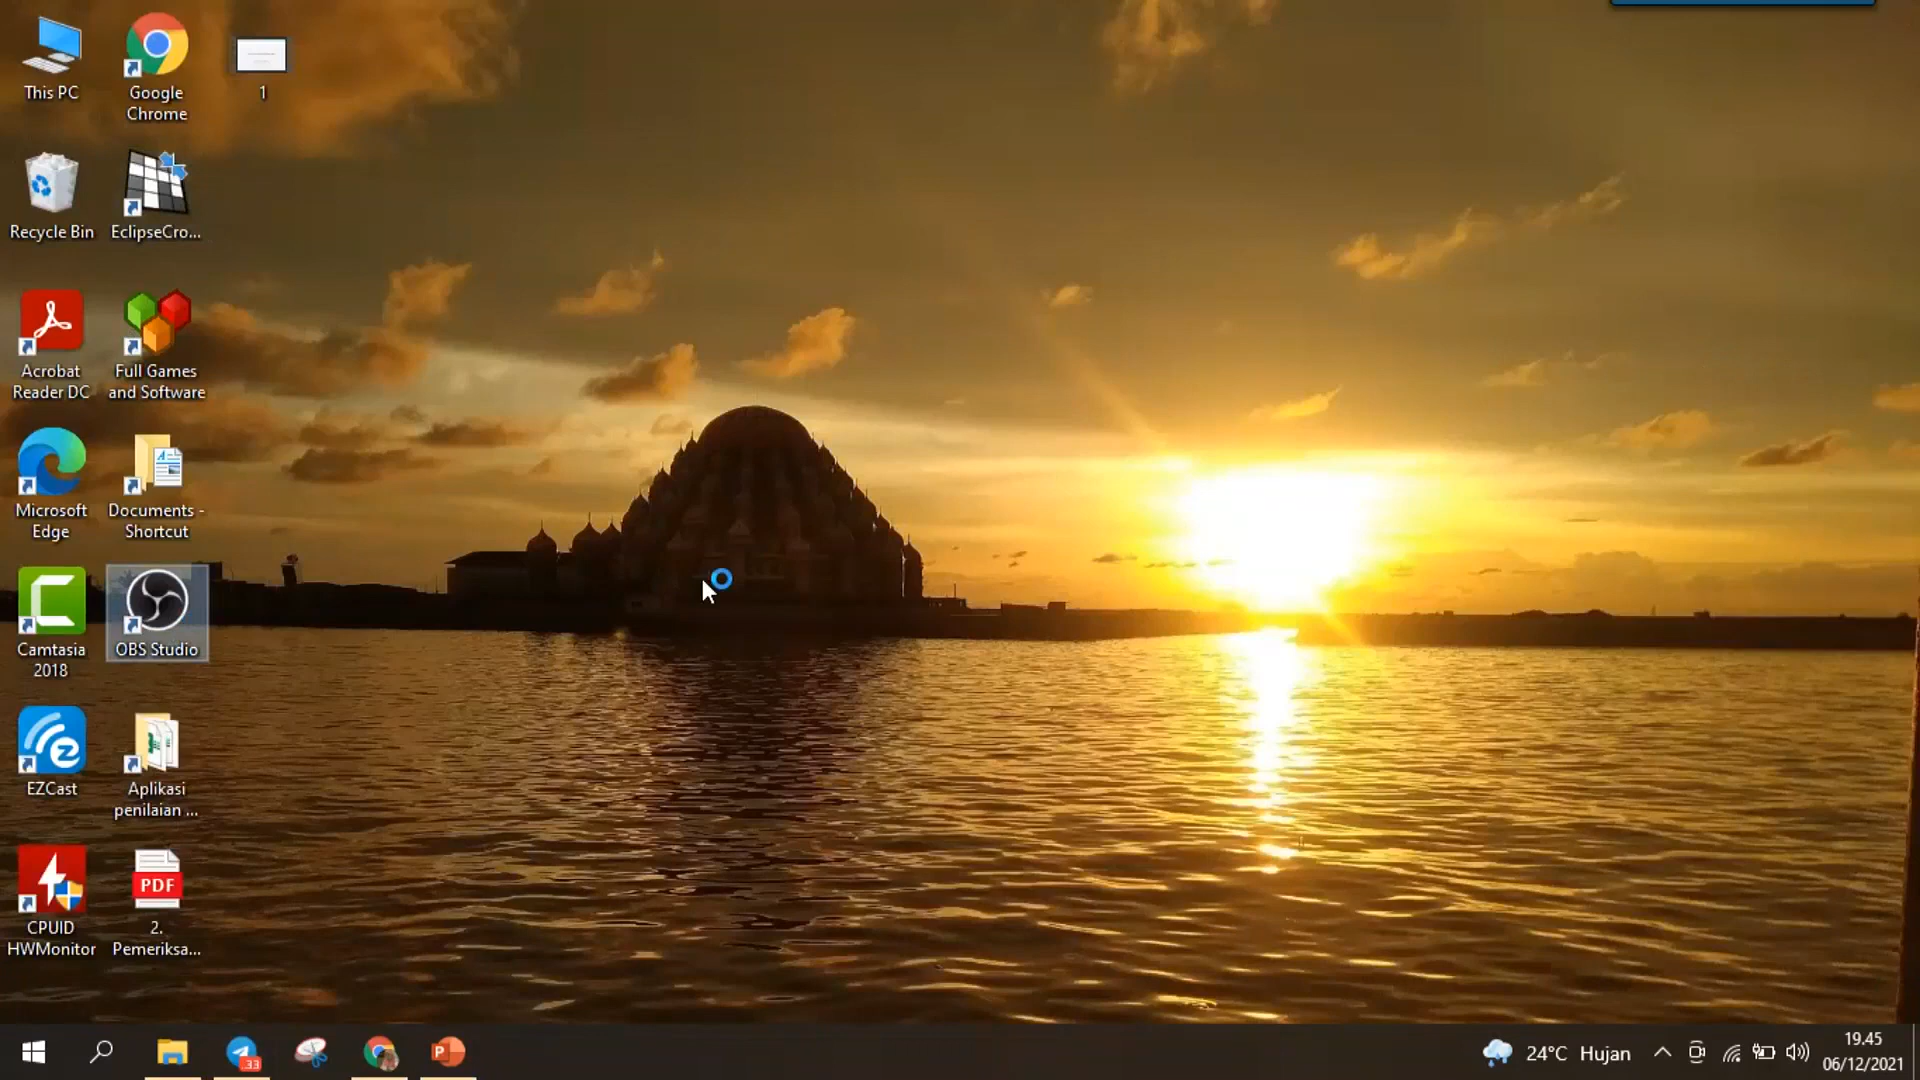 This PC
Google
Chrome
1
Recycle Bin
EclipseCro...
Acrobat
Reader DC
Full Games
and Software
Microsoft
Edge
Documents -
Shortcut
Camtasia
2018
OBS Studio
EZCast
Aplikasi
penilaian ...
CPUID
HWMonitor
PDF
2.
Pemeriksa...
33
P
24°C Hujan
19.45
06/12/2021